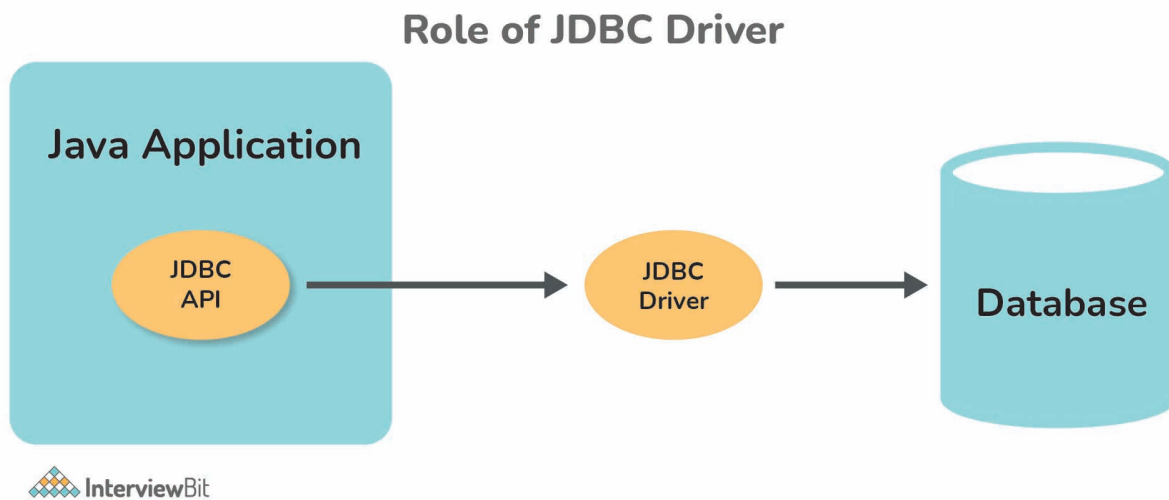 Role of JDBC Driver
Java Application
JDBC
API
JDBC
Driver
Database
InterviewBit